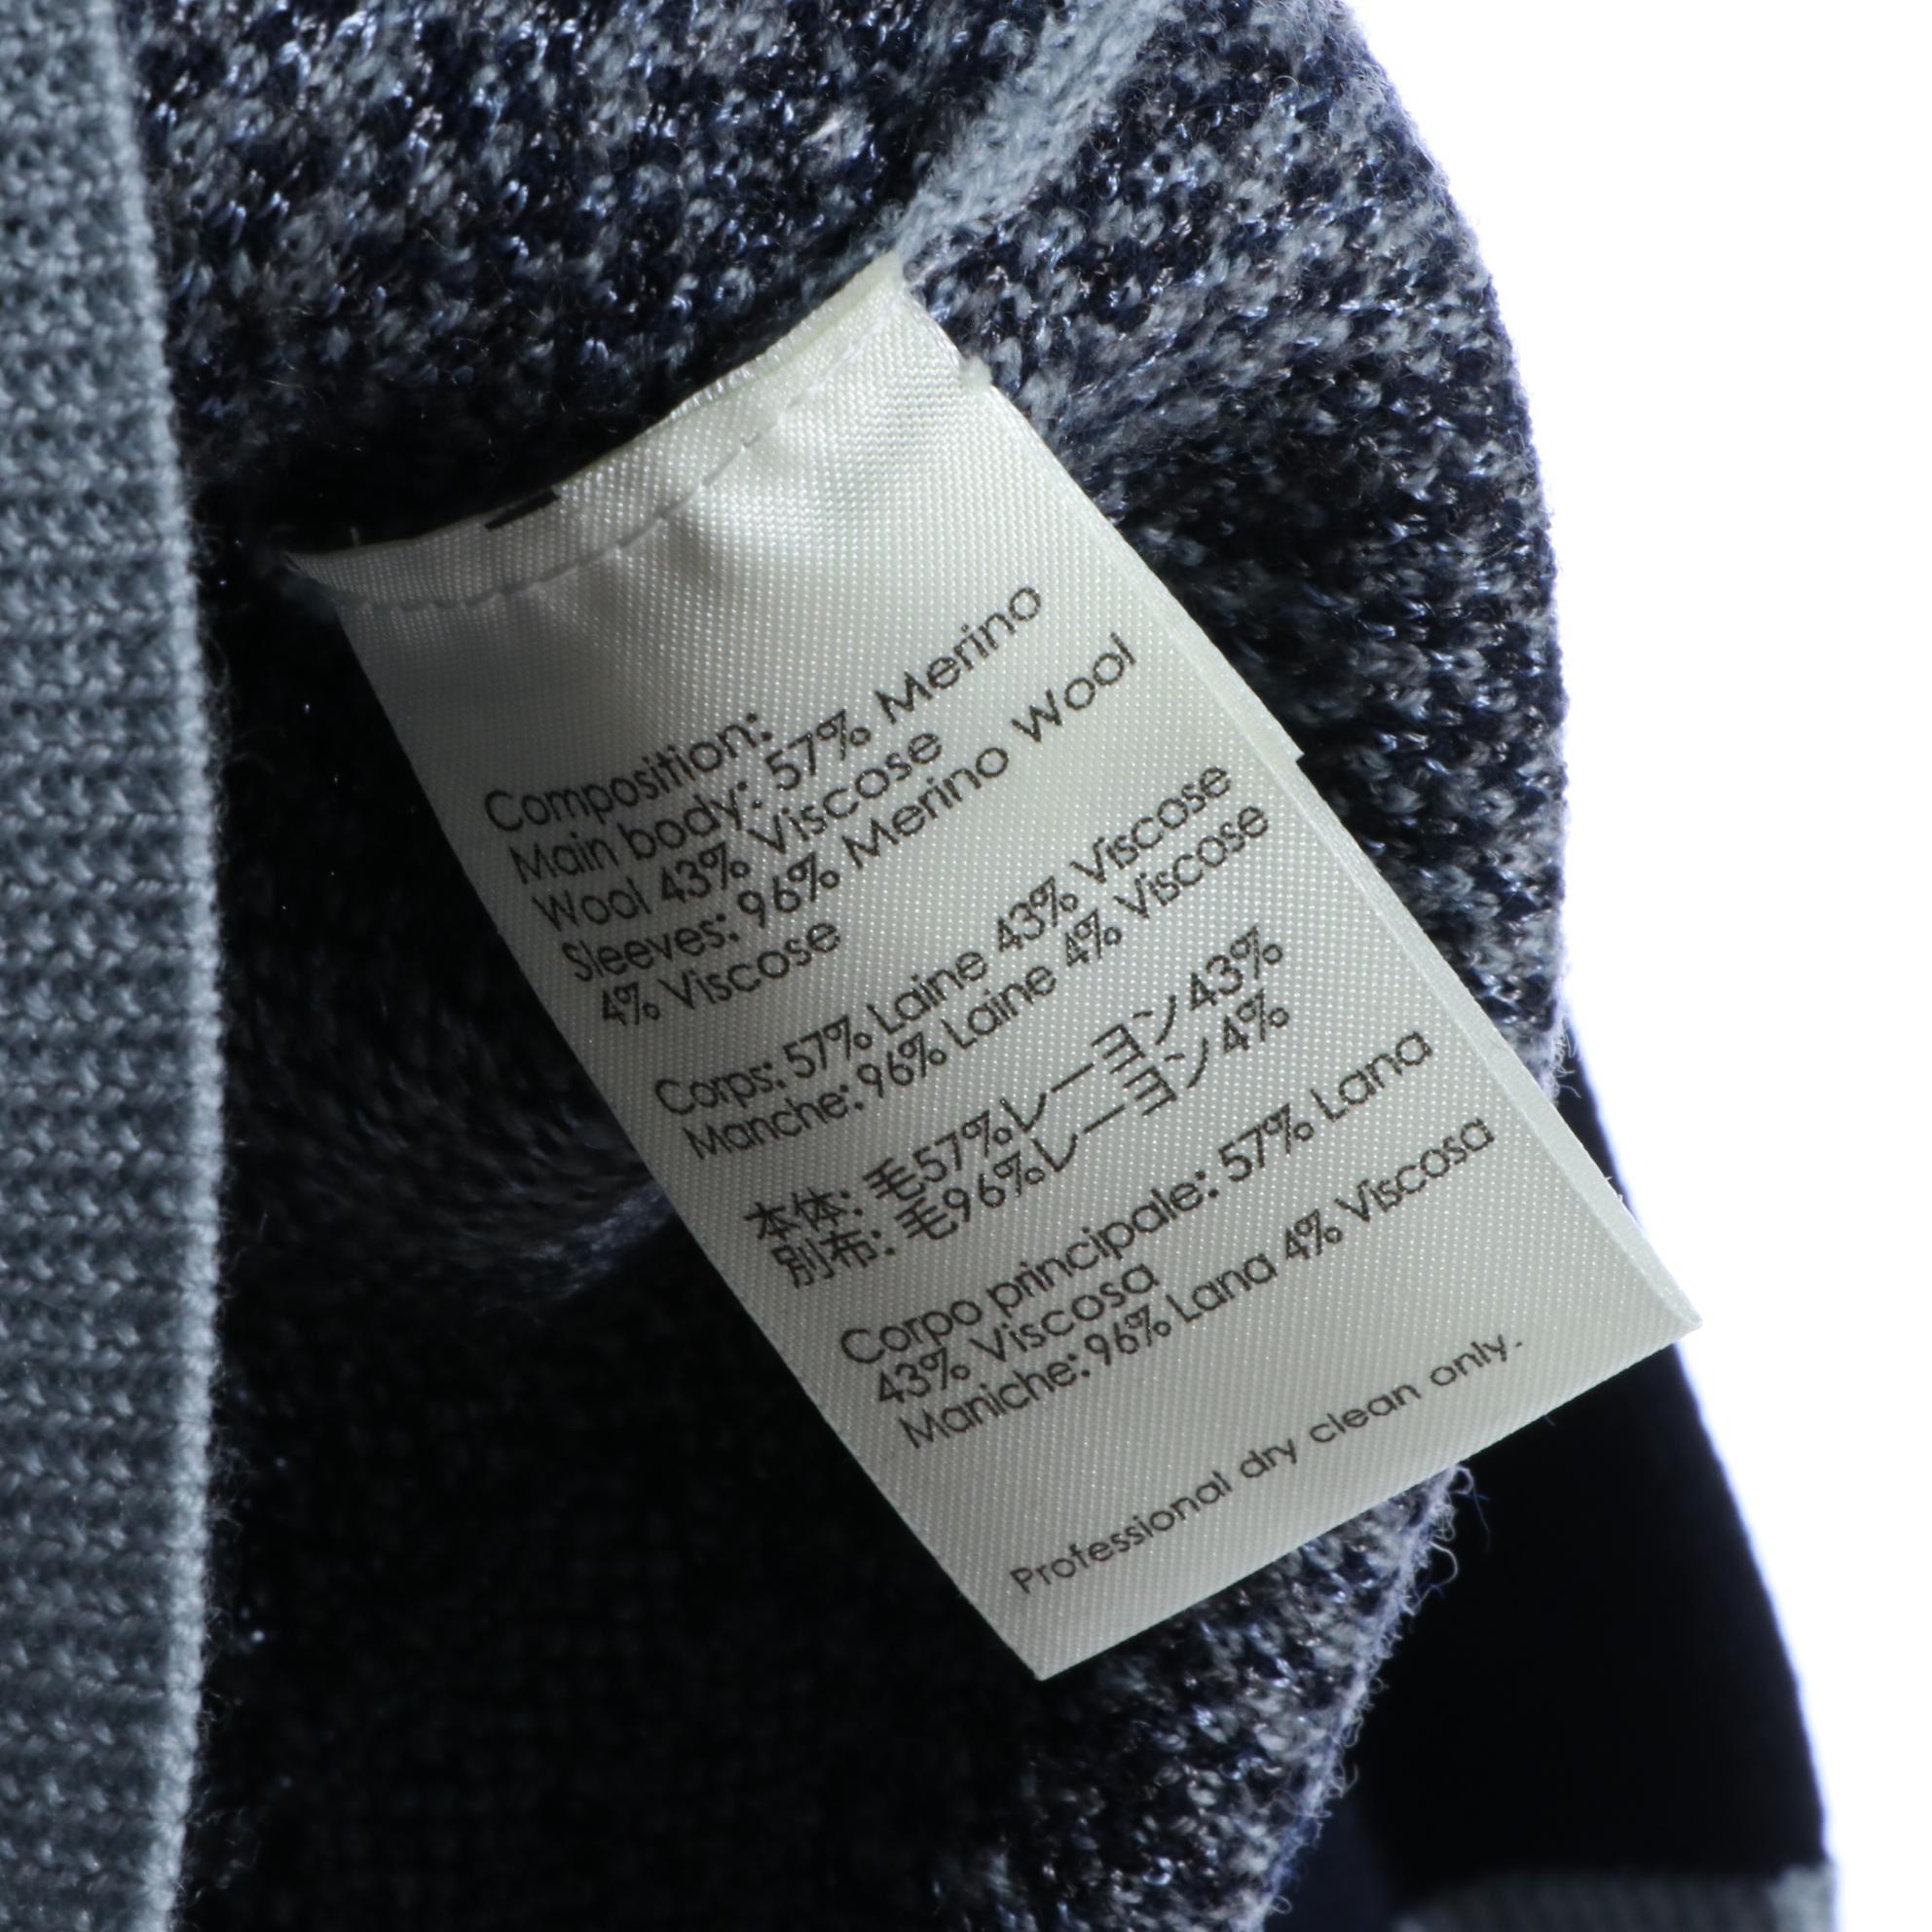 Composition:
Main body: 57% Merino
Wool 43% Viscose
Sleeves: 96% Merino Wool
4% Viscose
Corps: 57% Laine 43% Viscose
Manche: 96% Laine 4% Viscose
本体: 毛57%レーヨン43%
別布: 毛96%レーヨン4%
Corpo principale: 57% Lana
43% Viscosa
Maniche: 96% Lana 4% Viscosa
Professional dry clean only.